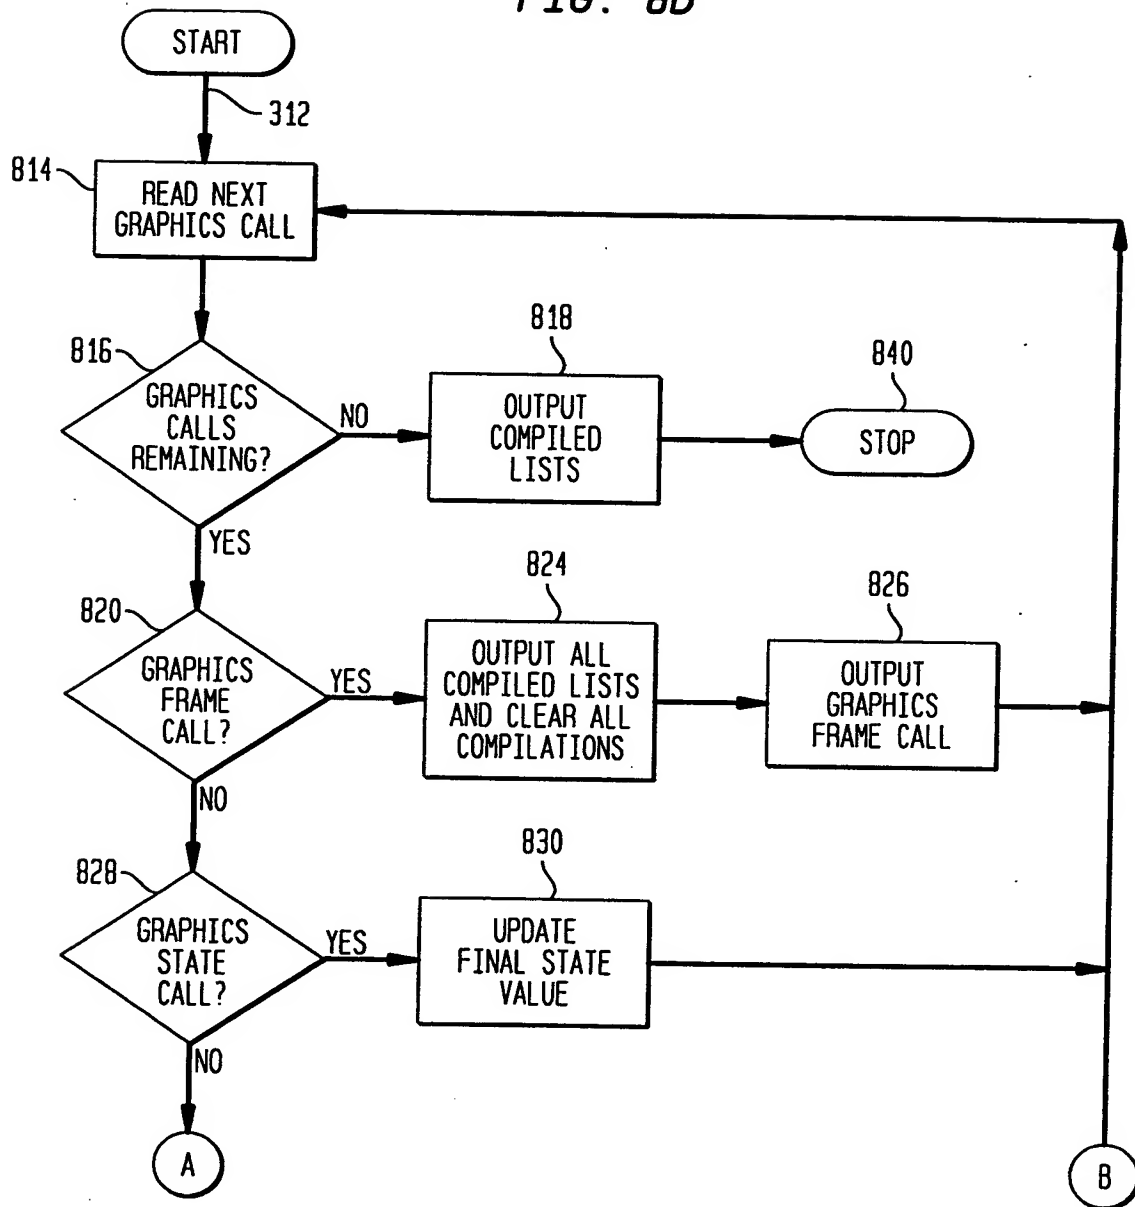 FIG. 8B
START
312
814
READ NEXT
GRAPHICS CALL
816
GRAPHICS
CALLS
REMAINING?
NO
YES
818
OUTPUT
COMPILED
LISTS
840
STOP
820
GRAPHICS
FRAME
CALL?
YES
NO
824
OUTPUT ALL
COMPILED LISTS
AND CLEAR ALL
COMPILATIONS
826
OUTPUT
GRAPHICS
FRAME CALL
828
GRAPHICS
STATE
CALL?
YES
NO
830
UPDATE
FINAL STATE
VALUE
A
B